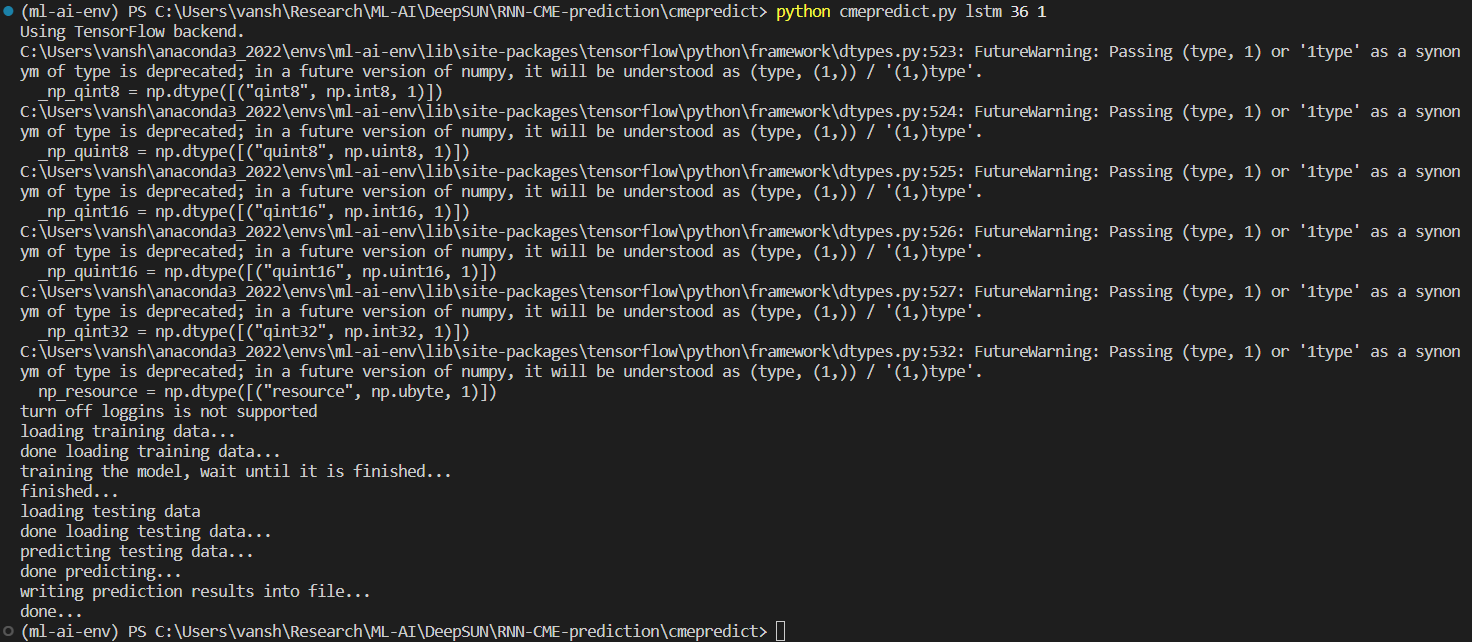 (ml-ai-env) PS C:\Users\vansh\Research\ML-AI\DeepSUN\RNN-CME-prediction\cmepredict> python cmepredict.py lstm 36 1
Using TensorFlow backend.
C:\Users\vansh\anaconda3_2022\envs\ml-ai-env\lib\site-packages\tensorflow\python\framework\dtypes.py:523: FutureWarning: Passing (type, 1) or '1type' as a synon
ym of type is deprecated; in a future version of numpy, it will be understood as (type, (1,)) / '(1,)type'.
  _np_qint8 = np.dtype([("qint8", np.int8, 1)])
C:\Users\vansh\anaconda3_2022\envs\ml-ai-env\lib\site-packages\tensorflow\python\framework\dtypes.py:524: FutureWarning: Passing (type, 1) or '1type' as a synon
ym of type is deprecated; in a future version of numpy, it will be understood as (type, (1,)) / '(1,)type'.
  _np_quint8 = np.dtype([("quint8", np.uint8, 1)])
C:\Users\vansh\anaconda3_2022\envs\ml-ai-env\lib\site-packages\tensorflow\python\framework\dtypes.py:525: FutureWarning: Passing (type, 1) or '1type' as a synon
ym of type is deprecated; in a future version of numpy, it will be understood as (type, (1,)) / '(1,)type'.
  _np_qint16 = np.dtype([("qint16", np.int16, 1)])
C:\Users\vansh\anaconda3_2022\envs\ml-ai-env\lib\site-packages\tensorflow\python\framework\dtypes.py:526: FutureWarning: Passing (type, 1) or '1type' as a synon
ym of type is deprecated; in a future version of numpy, it will be understood as (type, (1,)) / '(1,)type'.
  _np_quint16 = np.dtype([("quint16", np.uint16, 1)])
C:\Users\vansh\anaconda3_2022\envs\ml-ai-env\lib\site-packages\tensorflow\python\framework\dtypes.py:527: FutureWarning: Passing (type, 1) or '1type' as a synon
ym of type is deprecated; in a future version of numpy, it will be understood as (type, (1,)) / '(1,)type'.
  _np_qint32 = np.dtype([("qint32", np.int32, 1)])
C:\Users\vansh\anaconda3_2022\envs\ml-ai-env\lib\site-packages\tensorflow\python\framework\dtypes.py:532: FutureWarning: Passing (type, 1) or '1type' as a synon
ym of type is deprecated; in a future version of numpy, it will be understood as (type, (1,)) / '(1,)type'.
  np_resource = np.dtype([("resource", np.ubyte, 1)])
turn off loggins is not supported
loading training data...
done loading training data...
training the model, wait until it is finished...
finished...
loading testing data
done loading testing data...
predicting testing data...
done predicting...
writing prediction results into file...
done...
(ml-ai-env) PS C:\Users\vansh\Research\ML-AI\DeepSUN\RNN-CME-prediction\cmepredict>